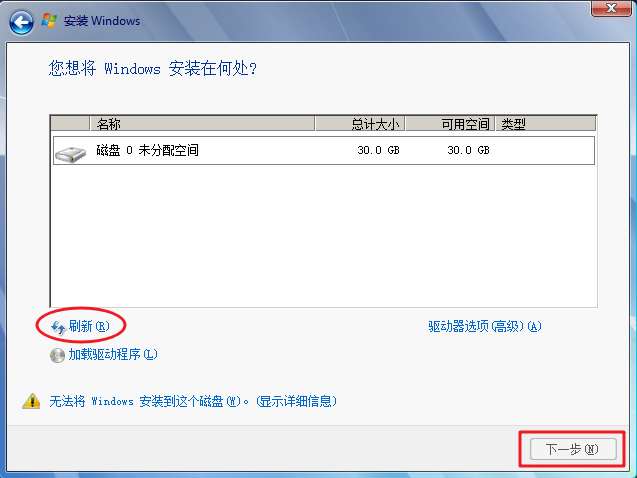 安装 Windows
您想将 Windows 安装在何处?
名称 总计大小 可用空间 类型
磁盘 0 未分配空间 30.0 GB 30.0 GB
刷新(R) 驱动器选项(高级)(A)
加载驱动程序(L)
无法将 Windows 安装到这个磁盘(W)。(显示详细信息)
下一步(N)